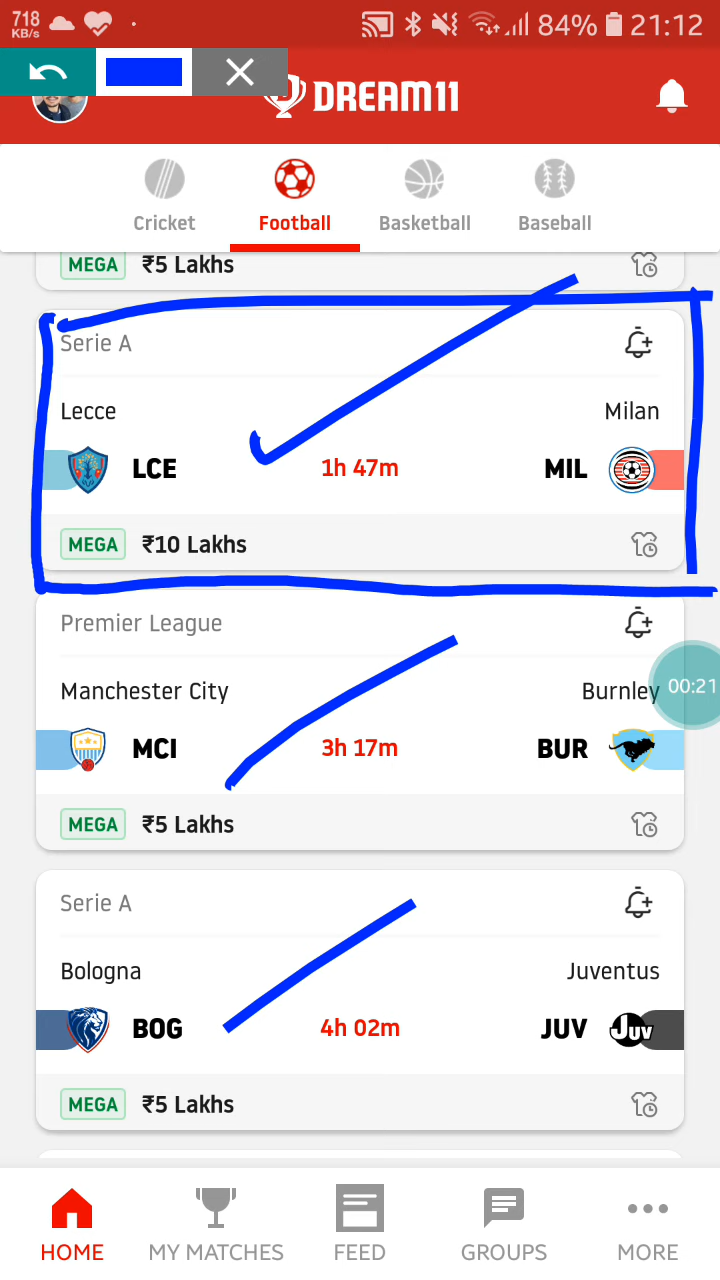 718
KB/s
84% 21:12
DREAM11
Cricket Football Basketball Baseball
MEGA ₹5 Lakhs
Serie A
Lecce Milan
LCE 1h 47m MIL
MEGA ₹10 Lakhs
Premier League
Manchester City Burnley
00:21
MCI 3h 17m BUR
MEGA ₹5 Lakhs
Serie A
Bologna Juventus
BOG 4h 02m JUV JUV
MEGA ₹5 Lakhs
HOME MY MATCHES FEED GROUPS MORE